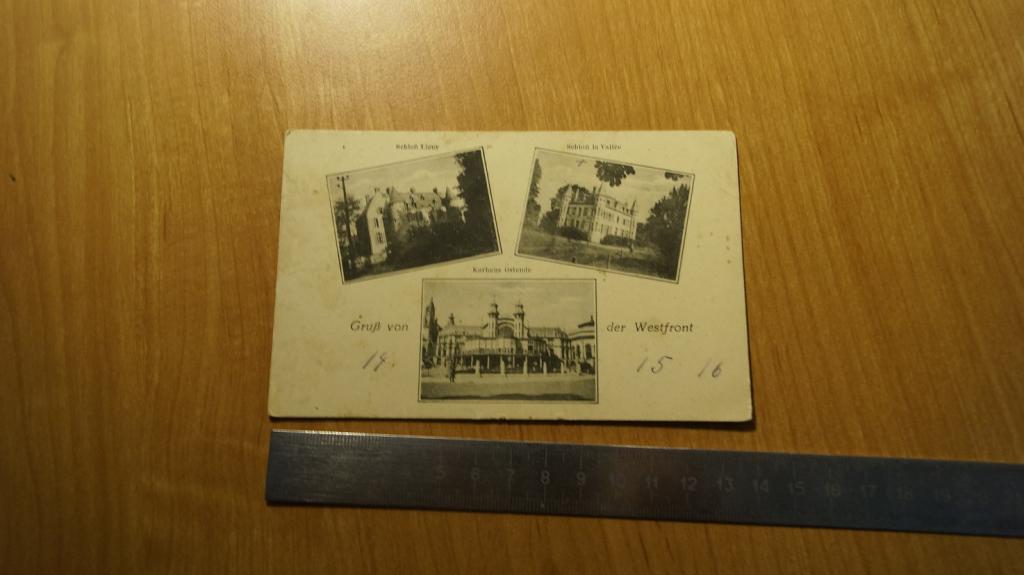 Schloß
Schloß la Vallée
Kurhaus Ostende
Gruß von der Westfront
14 15 16
5 6 7 8 9 10 11 12 13 14 15 16 17 18 19